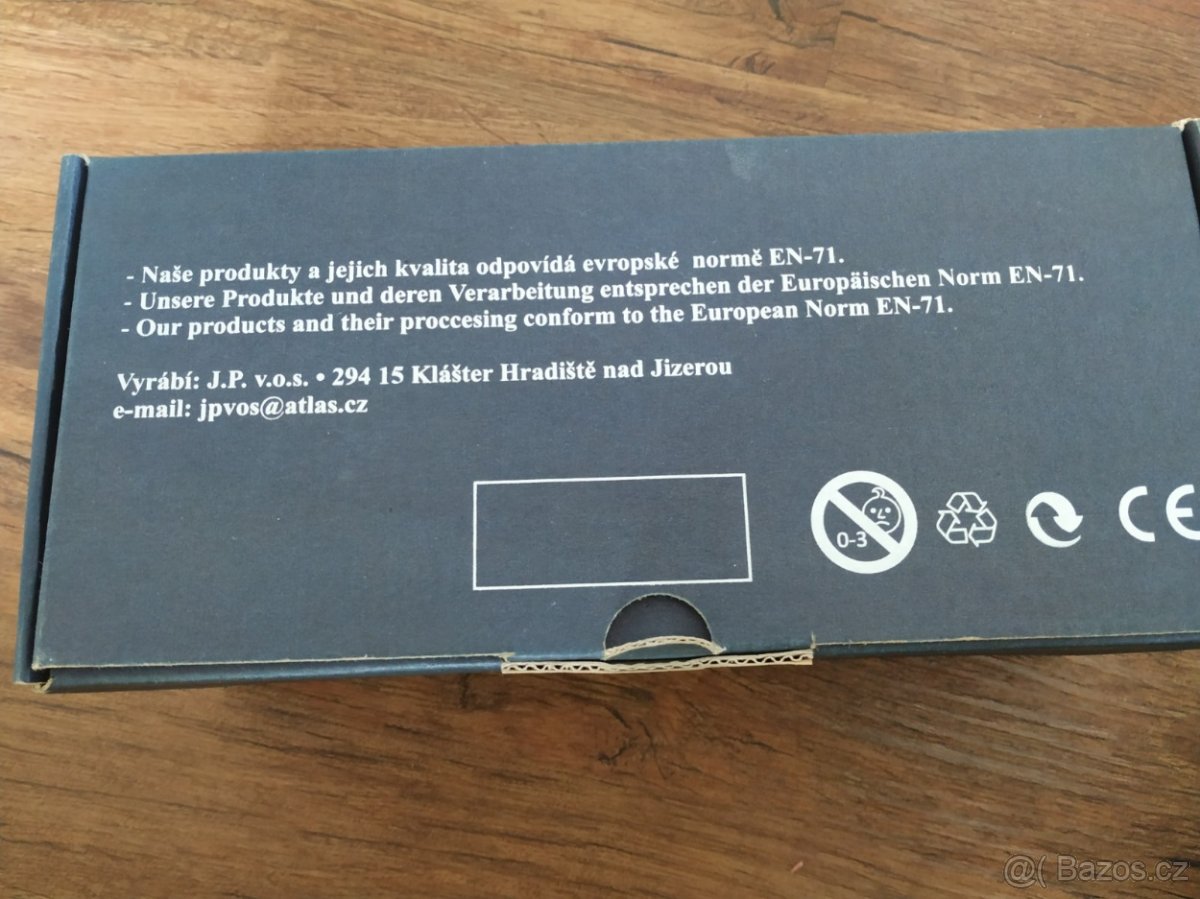 - Naše produkty a jejich kvalita odpovídá evropské normě EN-71.
- Unsere Produkte und deren Verarbeitung entsprechen der Europäischen Norm EN-71.
- Our products and their proccesing conform to the European Norm EN-71.
Vyrábí: J.P. v.o.s. • 294 15 Klášter Hradiště nad Jizerou
e-mail: jpvos@atlas.cz
0-3
CE
@( Bazos.cz